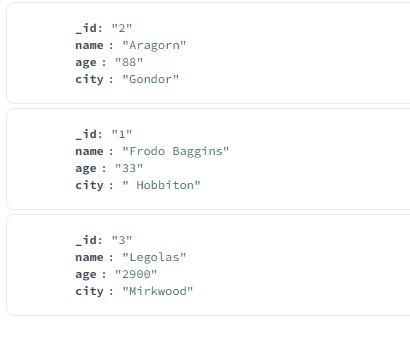 _id: "2"
name : "Aragorn"
age : "88"
city : "Gondor"
_id: "1"
name : "Frodo Baggins"
age : "33"
city : " Hobbiton"
_id: "3"
name : "Legolas"
age : "2900"
city : "Mirkwood"